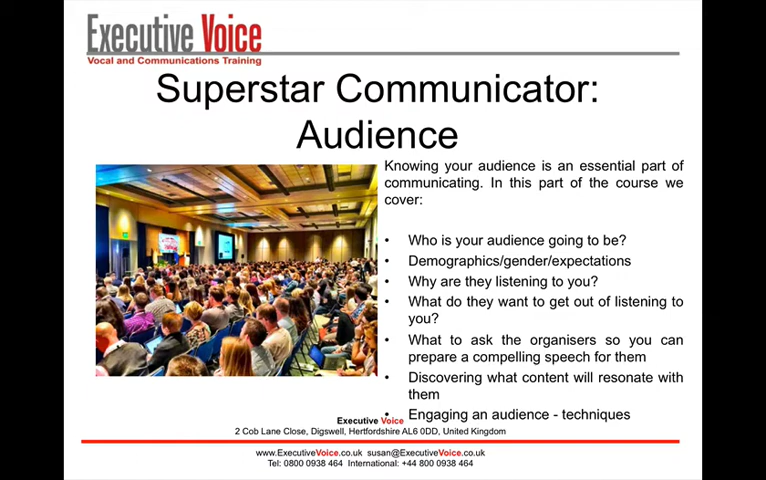 Executive Voice
Vocal and Communications Training
Superstar Communicator:
Audience
Knowing your audience is an essential part of
communicating. In this part of the course we
cover:
• Who is your audience going to be?
• Demographics/gender/expectations
• Why are they listening to you?
• What do they want to get out of listening to
you?
• What to ask the organisers so you can
prepare a compelling speech for them
• Discovering what content will resonate with
them
• Engaging an audience - techniques
Executive Voice
2 Cob Lane Close, Digswell, Hertfordshire AL6 0DD, United Kingdom
www.ExecutiveVoice.co.uk susan@ExecutiveVoice.co.uk
Tel: 0800 0938 464 International: +44 800 0938 464